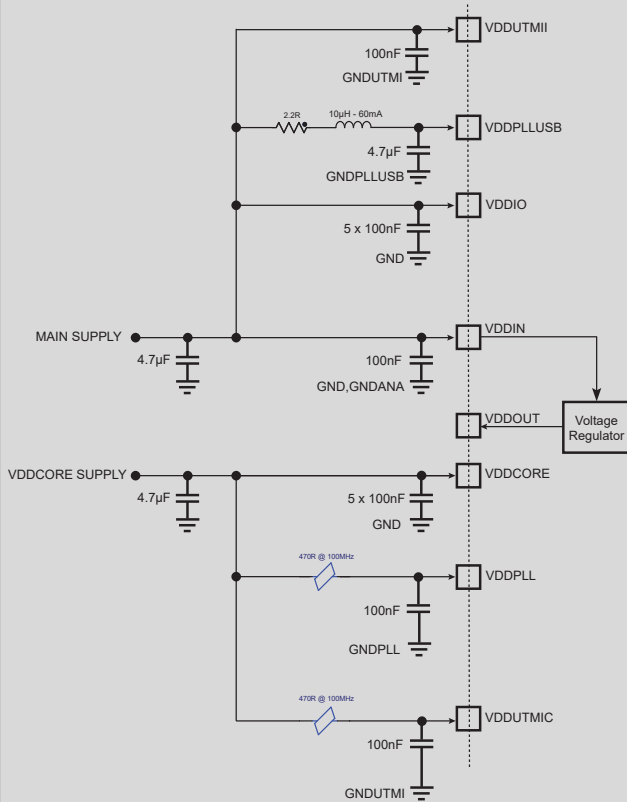 VDDUTMII
100nF
GNDUTMI
2.2R
10µH - 60mA
VDDPLLUSB
4.7µF
GNDPLLUSB
VDDIO
5 x 100nF
GND
MAIN SUPPLY
VDDIN
4.7µF
100nF
GND,GNDANA
VDDOUT
Voltage
Regulator
VDDCORE SUPPLY
VDDCORE
4.7µF
5 x 100nF
GND
470R @ 100MHz
VDDPLL
100nF
GNDPLL
470R @ 100MHz
VDDUTMIC
100nF
GNDUTMI